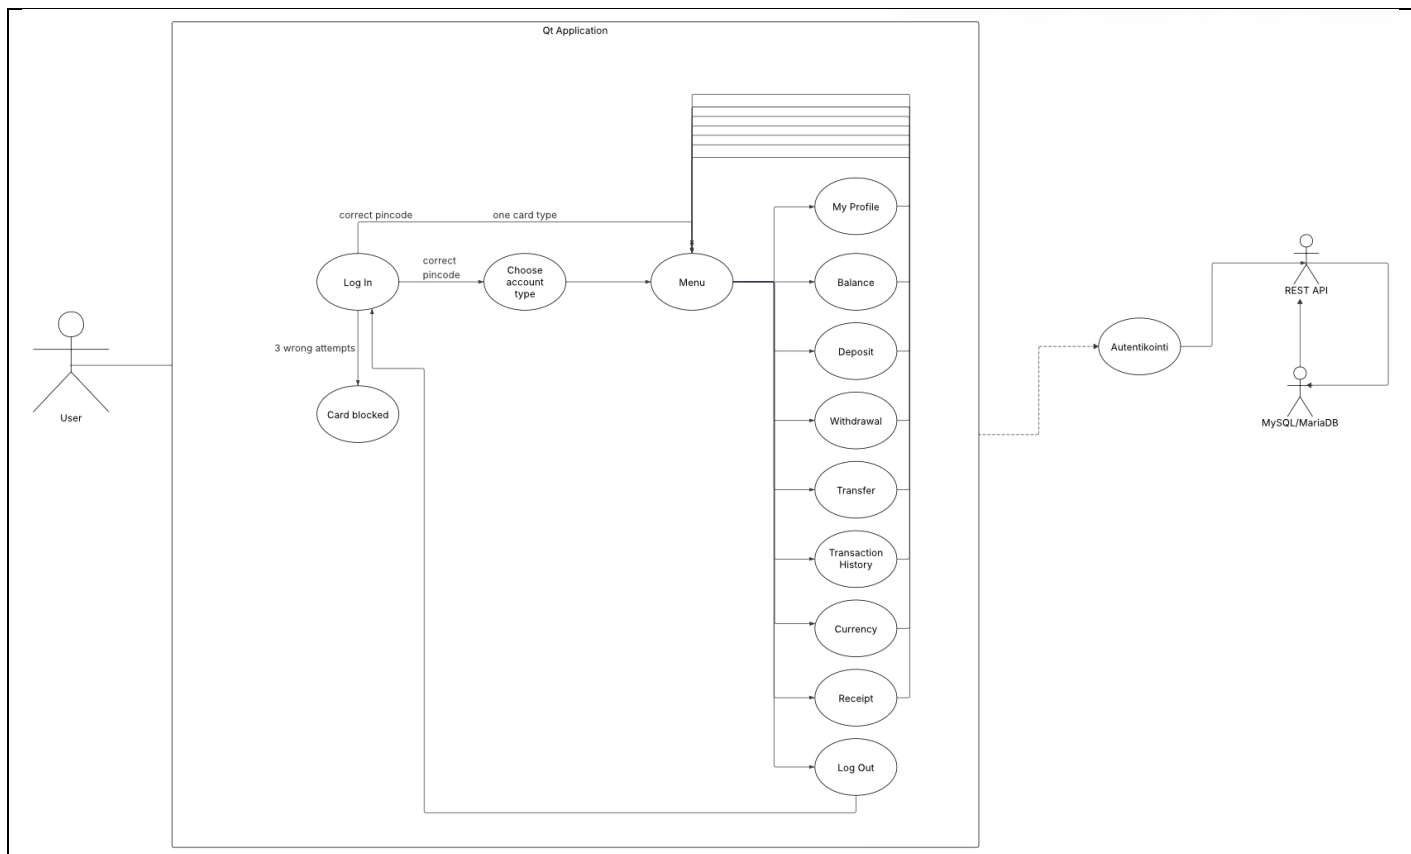 Qt Application
correct pincode
one card type
correct
pincode
Log In
Choose
account
type
Menu
3 wrong attempts
Card blocked
User
My Profile
Balance
Deposit
Withdrawal
Transfer
Transaction
History
Currency
Receipt
Log Out
Autentikointi
REST API
MySQL/MariaDB